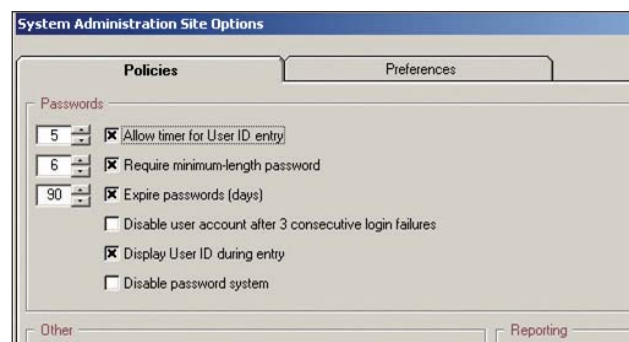 System Administration Site Options
Policies Preferences
Passwords
5 Allow timer for User ID entry
6 Require minimum-length password
90 Expire passwords (days)
Disable user account after 3 consecutive login failures
Display User ID during entry
Disable password system
Other Reporting